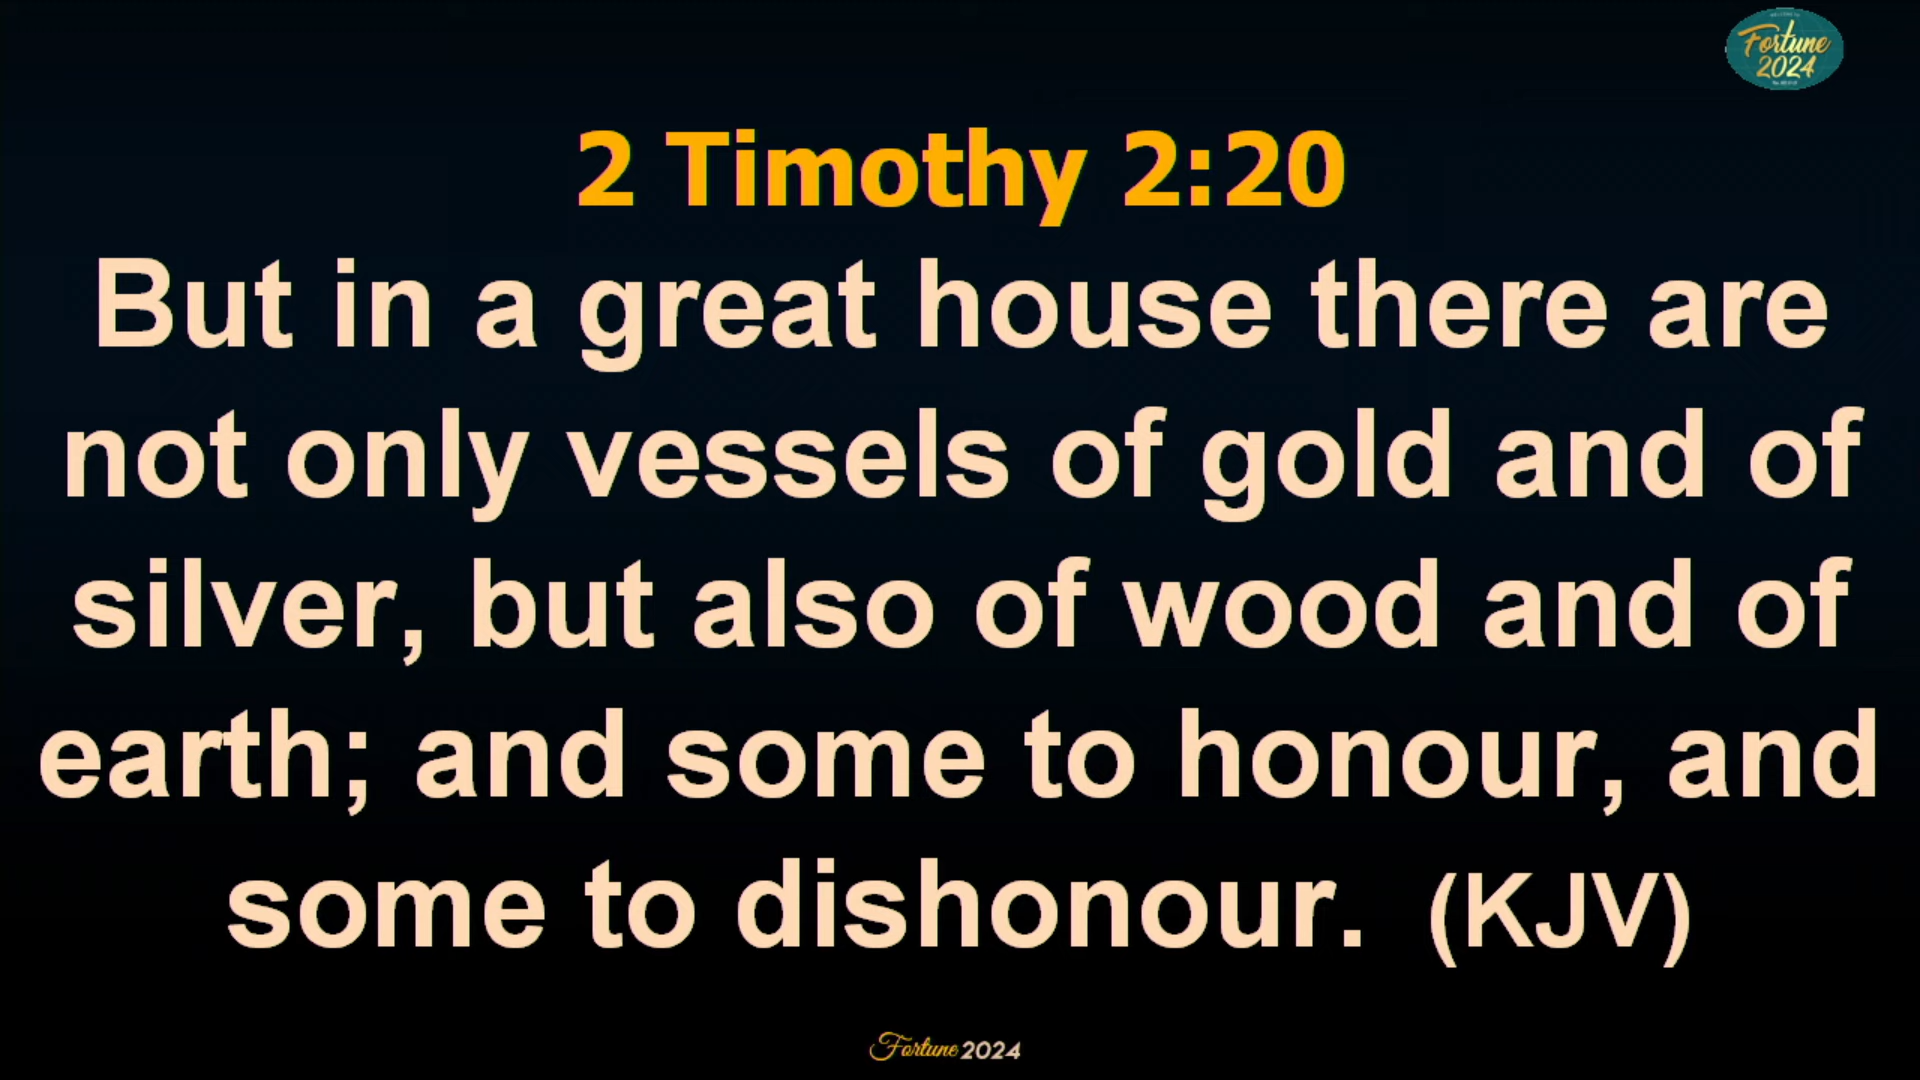 Fortune
2024
2 Timothy 2:20
But in a great house there are
not only vessels of gold and of
silver, but also of wood and of
earth; and some to honour, and
some to dishonour. (KJV)
Fortune 2024